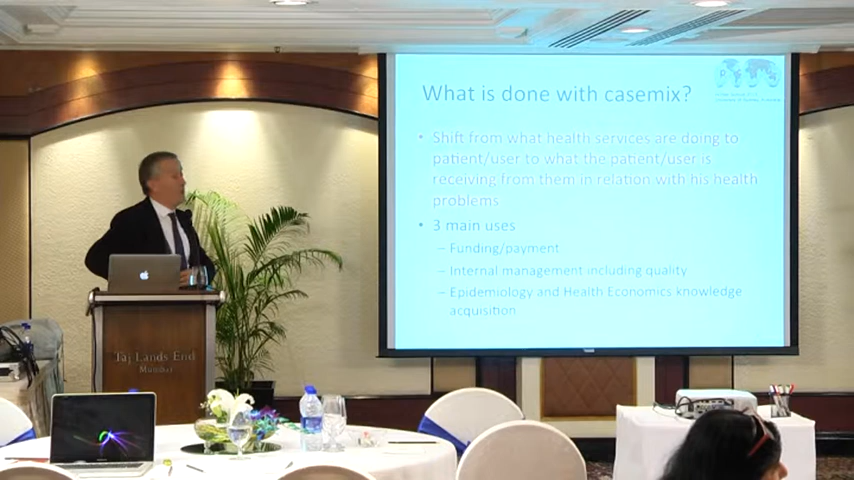 What is done with casemix?
• Shift from what health services are doing to
patient/user to what the patient/user is
receiving from them in relation with his health
problems
• 3 main uses
– Funding/payment
– Internal management including quality
– Epidemiology and Health Economics knowledge
acquisition
Taj Lands End
Mumbai